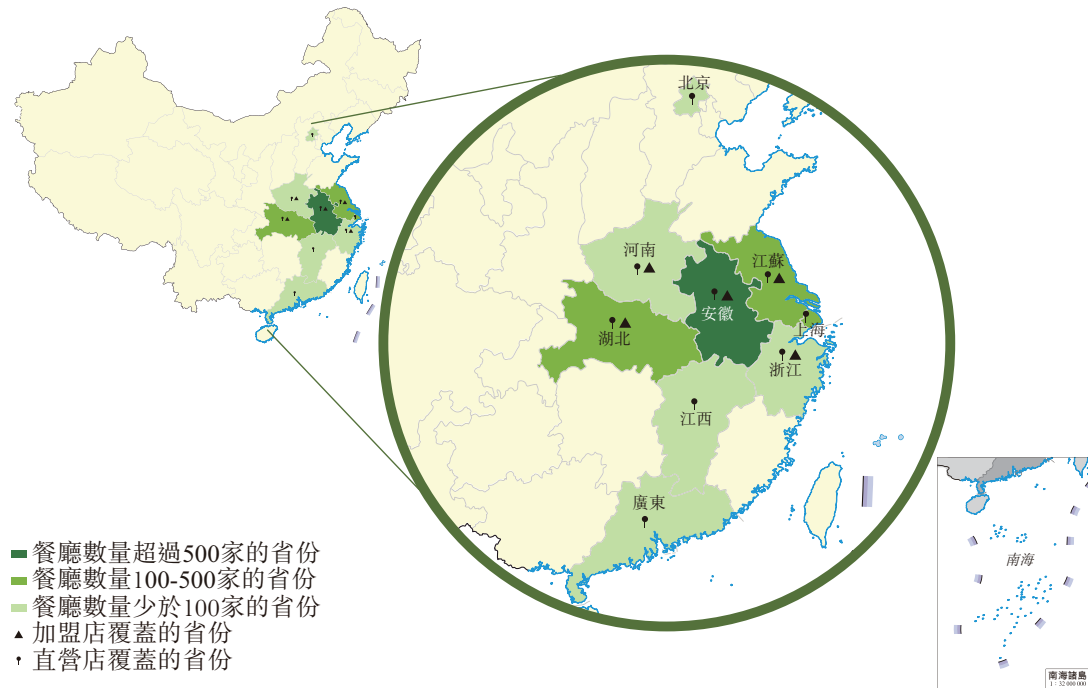 北京
河南
江蘇
安徽
上海
湖北
浙江
江西
廣東
餐廳數量超過500家的省份
餐廳數量100-500家的省份
餐廳數量少於100家的省份
加盟店覆蓋的省份
直營店覆蓋的省份
南海
南海諸島
1：32 000 000